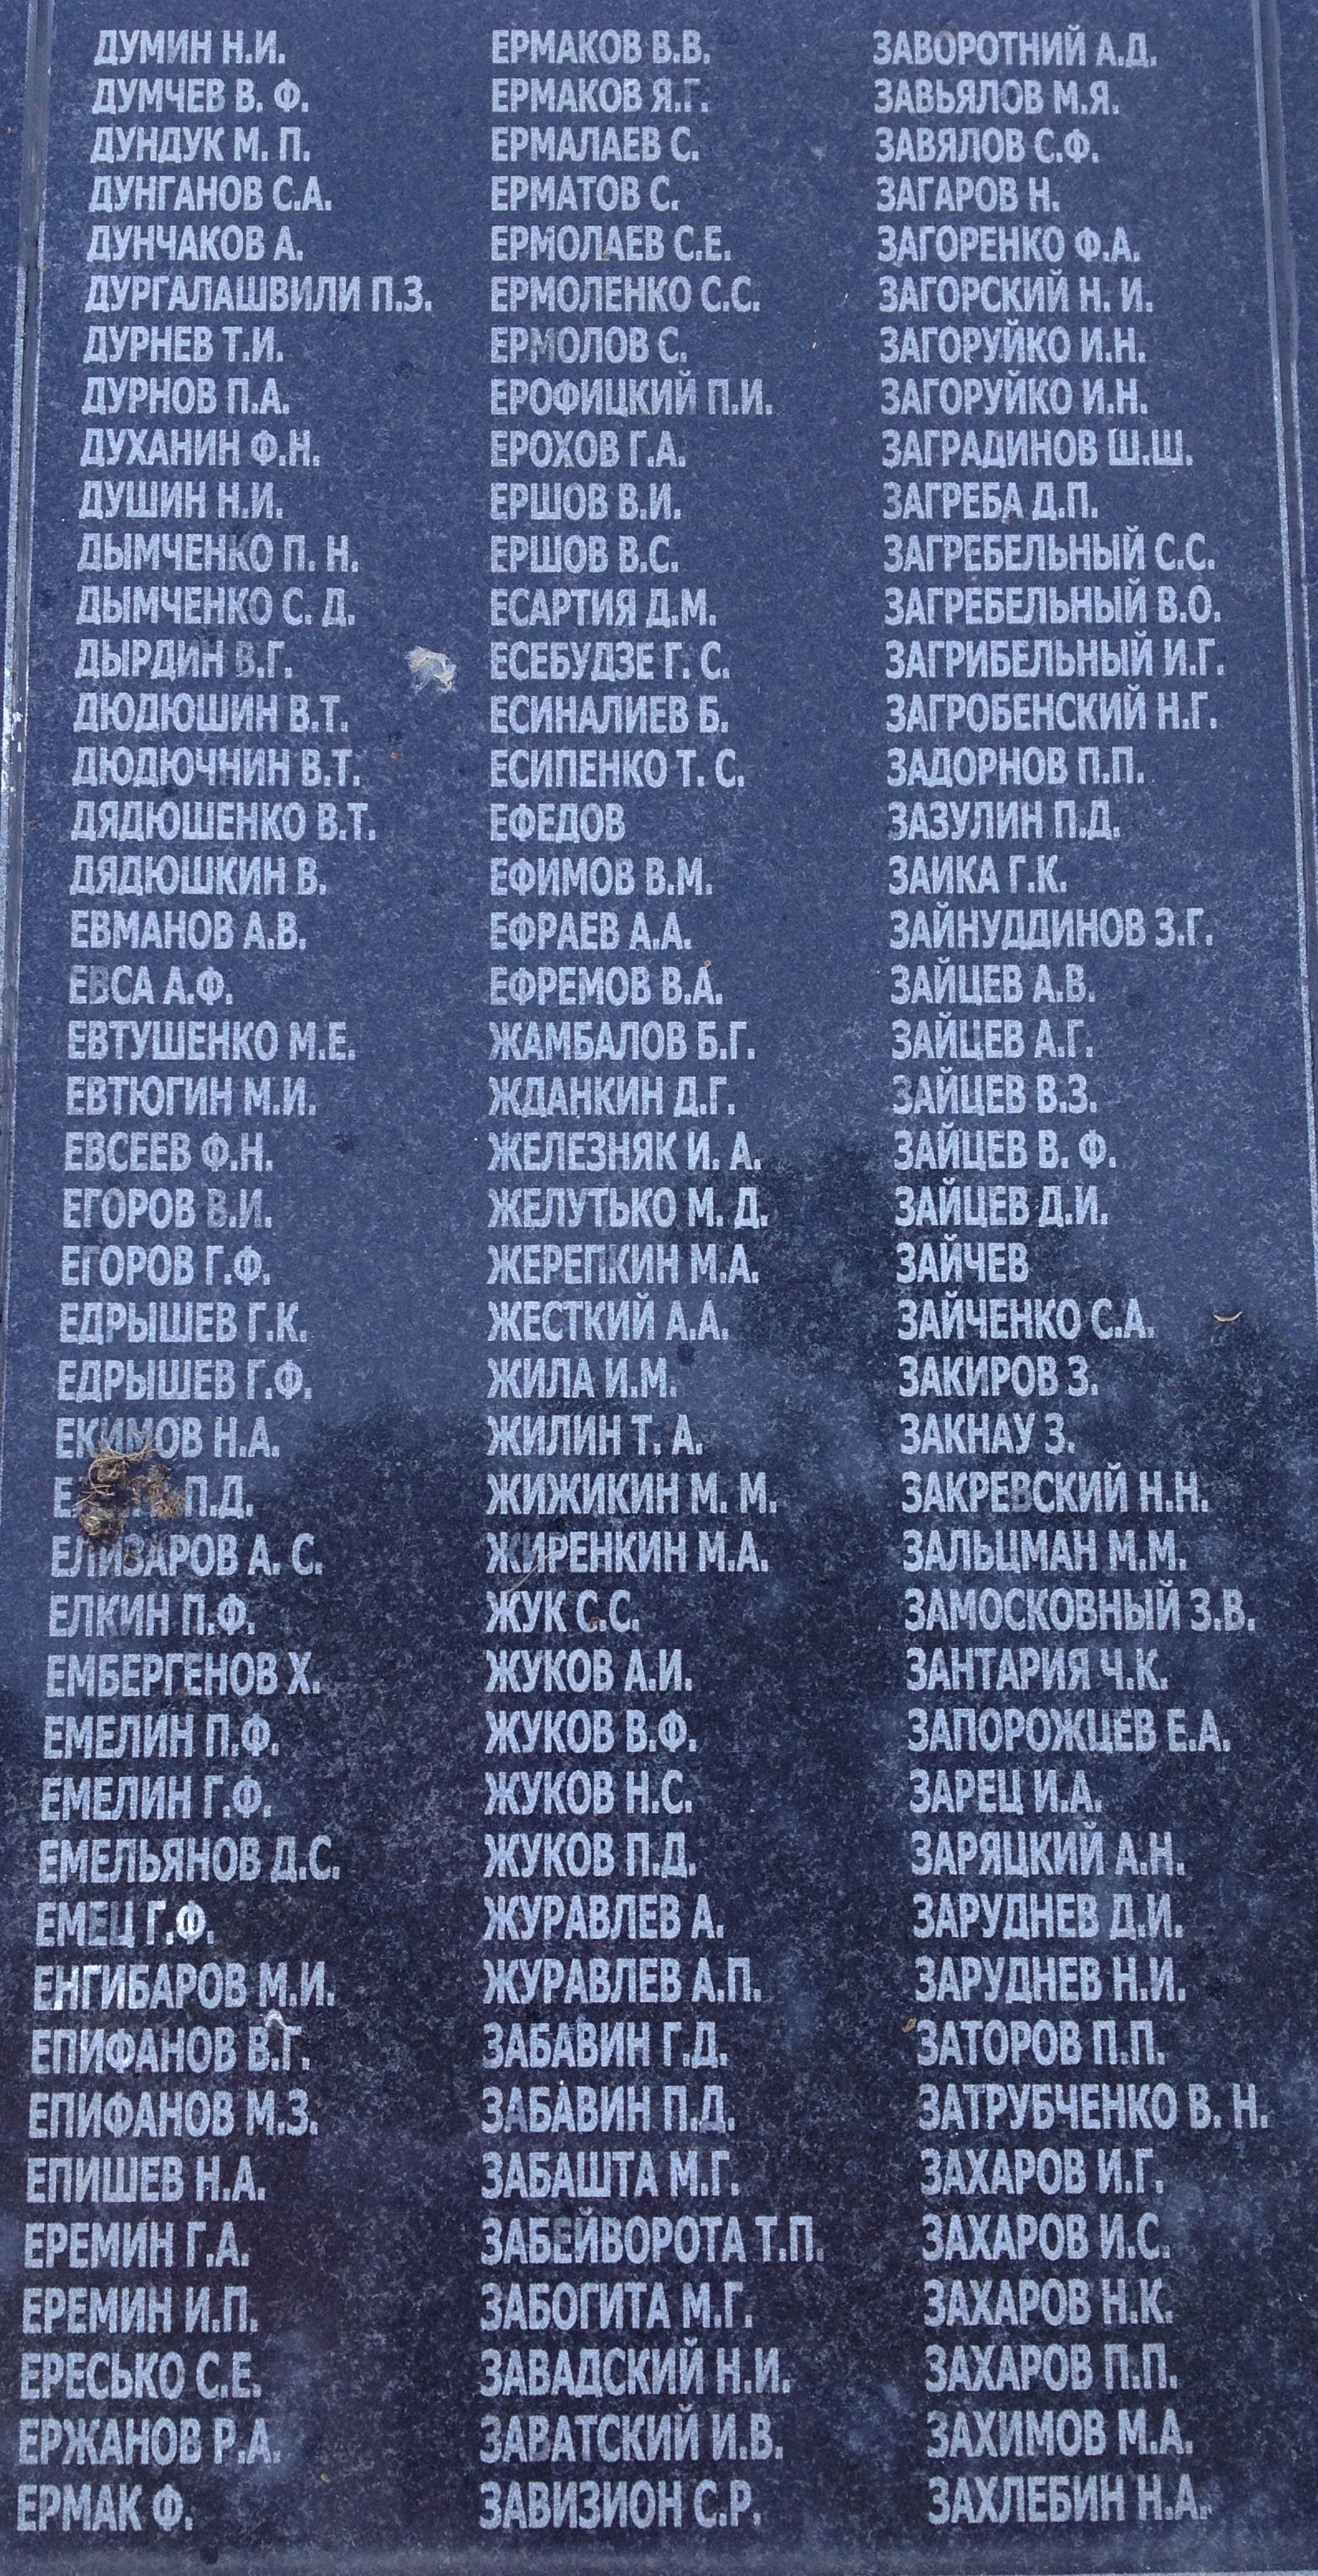 ДУМИН Н.И.
ДУМЧЕВ В. Ф.
ДУНДУК М. П.
ДУНГАНОВ С.А.
ДУНЧАКОВ А.
ДУРГАЛАШВИЛИ П.З.
ДУРНЕВ Т.И.
ДУРНОВ П.А.
ДУХАНИН Ф.Н.
ДУШИН Н.И.
ДЫМЧЕНКО П. Н.
ДЫМЧЕНКО С. Д.
ДЫРДИН В.Г.
ДЮДЮШИН В.Т.
ДЮДЮЧНИН В.Т.
ДЯДЮШЕНКО В.Т.
ДЯДЮШКИН В.
ЕВМАНОВ А.В.
ЕВСА А.Ф.
ЕВТУШЕНКО М.Е.
ЕВТЮГИН М.И.
ЕВСЕЕВ Ф.Н.
ЕГОРОВ В.И.
ЕГОРОВ Г.Ф.
ЕДРЫШЕВ Г.К.
ЕДРЫШЕВ Г.Ф.
ЕКИМОВ Н.А.
П.Д.
ЕЛИЗАРОВ А. С.
ЕЛКИН П.Ф.
ЕМБЕРГЕНОВ Х.
ЕМЕЛИН П.Ф.
ЕМЕЛИН Г.Ф.
ЕМЕЛЬЯНОВ Д.С.
ЕМЕЦ Г.Ф.
ЕНГИБАРОВ М.И.
ЕПИФАНОВ В.Г.
ЕПИФАНОВ М.З.
ЕПИШЕВ Н.А.
ЕРЕМИН Г.А.
ЕРЕМИН И.П.
ЕРЕСЬКО С.Е.
ЕРЖАНОВ Р.А.
ЕРМАК Ф.
ЕРМАКОВ В.В.
ЕРМАКОВ Я.Г.
ЕРМАЛАЕВ С.
ЕРМАТОВ С.
ЕРМОЛАЕВ С.Е.
ЕРМОЛЕНКО С.С.
ЕРМОЛОВ С.
ЕРОФИЦКИЙ П.И.
ЕРОХОВ Г.А.
ЕРШОВ В.И.
ЕРШОВ В.С.
ЕСАРТИЯ Д.М.
ЕСЕБУДЗЕ Г. С.
ЕСИНАЛИЕВ Б.
ЕСИПЕНКО Т. С.
ЕФЕДОВ
ЕФИМОВ В.М.
ЕФРАЕВ А.А.
ЕФРЕМОВ В.А.
ЖАМБАЛОВ Б.Г.
ЖДАНКИН Д.Г.
ЖЕЛЕЗНЯК И. А.
ЖЕЛУТЬКО М. Д.
ЖЕРЕПКИН М.А.
ЖЕСТКИЙ А.А.
ЖИЛА И.М.
ЖИЛИН Т. А.
ЖИЖИКИН М. М.
ЖИРЕНКИН М.А.
ЖУК С.С.
ЖУКОВ А.И.
ЖУКОВ В.Ф.
ЖУКОВ Н.С.
ЖУКОВ П.Д.
ЖУРАВЛЕВ А.
ЖУРАВЛЕВ А.П.
ЗАБАВИН Г.Д.
ЗАБАВИН П.Д.
ЗАБАШТА М.Г.
ЗАБЕЙВОРОТА Т.П.
ЗАБОГИТА М.Г.
ЗАВАДСКИЙ Н.И.
ЗАВАТСКИЙ И.В.
ЗАВИЗИОН С.Р.
ЗАВОРОТНИЙ А.Д.
ЗАВЬЯЛОВ М.Я.
ЗАВЯЛОВ С.Ф.
ЗАГАРОВ Н.
ЗАГОРЕНКО Ф.А.
ЗАГОРСКИЙ Н. И.
ЗАГОРУЙКО И.Н.
ЗАГОРУЙКО И.Н.
ЗАГРАДИНОВ Ш.Ш.
ЗАГРЕБА Д.П.
ЗАГРЕБЕЛЬНЫЙ С.С.
ЗАГРЕБЕЛЬНЫЙ В.О.
ЗАГРИБЕЛЬНЫЙ И.Г.
ЗАГРОБЕНСКИЙ Н.Г.
ЗАДОРНОВ П.П.
ЗАЗУЛИН П.Д.
ЗАИКА Г.К.
ЗАЙНУДДИНОВ З.Г.
ЗАЙЦЕВ А.В.
ЗАЙЦЕВ А.Г.
ЗАЙЦЕВ В.З.
ЗАЙЦЕВ В. Ф.
ЗАЙЦЕВ Д.И.
ЗАЙЧЕВ
ЗАЙЧЕНКО С.А.
ЗАКИРОВ З.
ЗАКНАУ З.
ЗАКРЕВСКИЙ Н.Н.
ЗАЛЬЦМАН М.М.
ЗАМОСКОВНЫЙ З.В.
ЗАНТАРИЯ Ч.К.
ЗАПОРОЖЦЕВ Е.А.
ЗАРЕЦ И.А.
ЗАРЯЦКИЙ А.Н.
ЗАРУДНЕВ Д.И.
ЗАРУДНЕВ Н.И.
ЗАТОРОВ П.П.
ЗАТРУБЧЕНКО В. Н.
ЗАХАРОВ И.Г.
ЗАХАРОВ И.С.
ЗАХАРОВ Н.К.
ЗАХАРОВ П.П.
ЗАХИМОВ М.А.
ЗАХЛЕБИН Н.А.